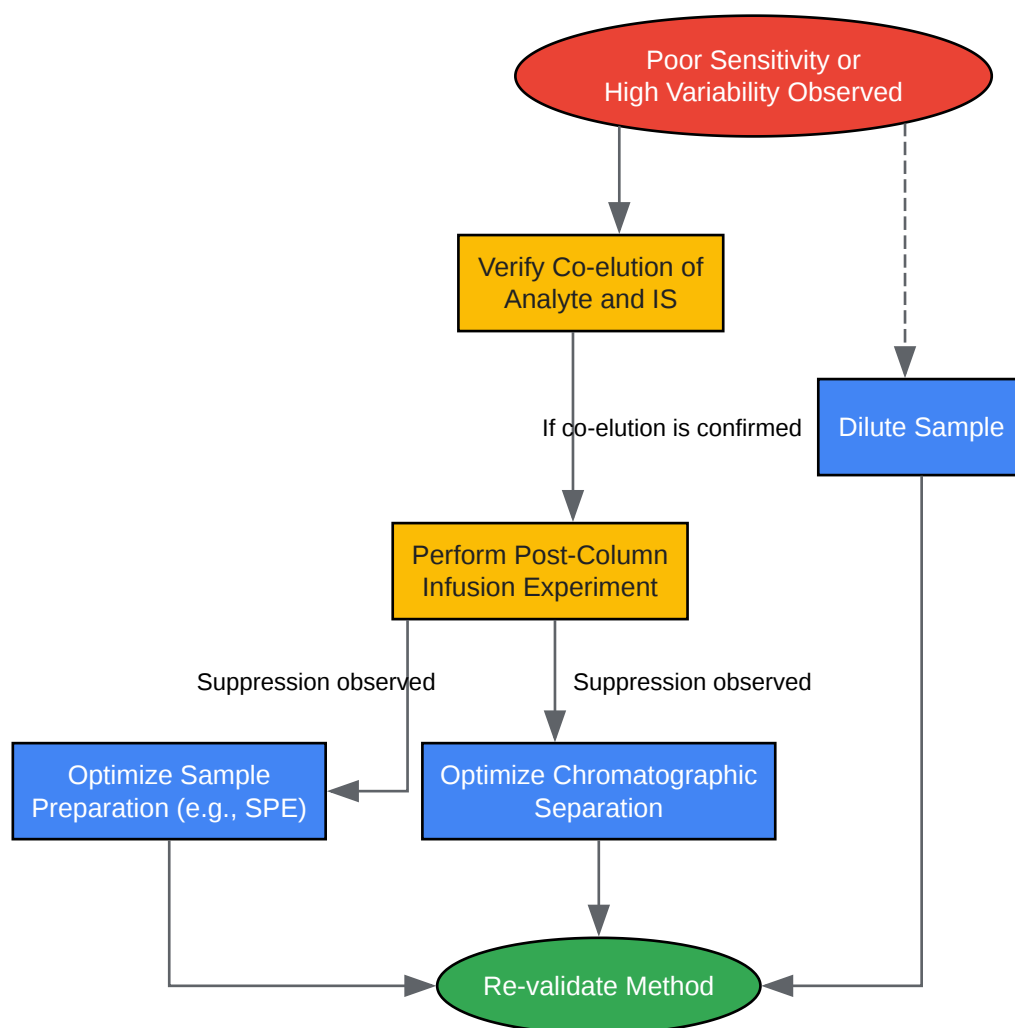 Poor Sensitivity or
High Variability Observed
Verify Co-elution of
Analyte and IS
If co-elution is confirmed
Dilute Sample
Perform Post-Column
Infusion Experiment
Suppression observed
Suppression observed
Optimize Sample
Preparation (e.g., SPE)
Optimize Chromatographic
Separation
Re-validate Method